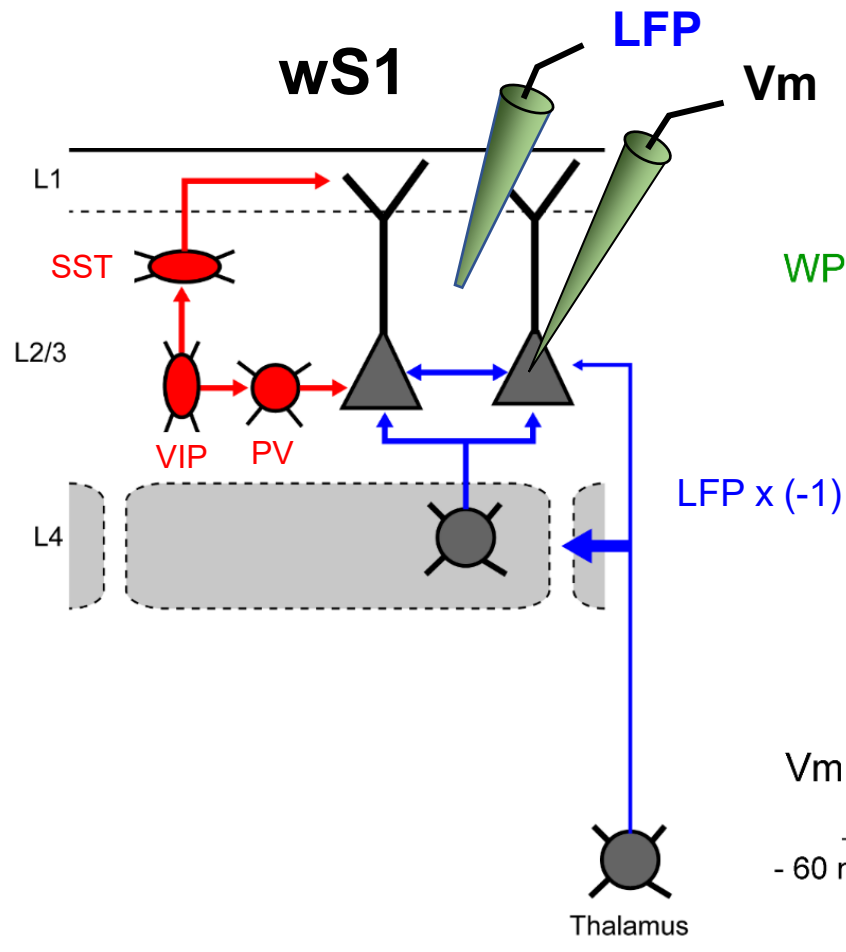 LFP
wS1
Vm
L1
SST
WP
L2/3
VIP
PV
LFP x (-1)
L4
Vm
- 60
Thalamus